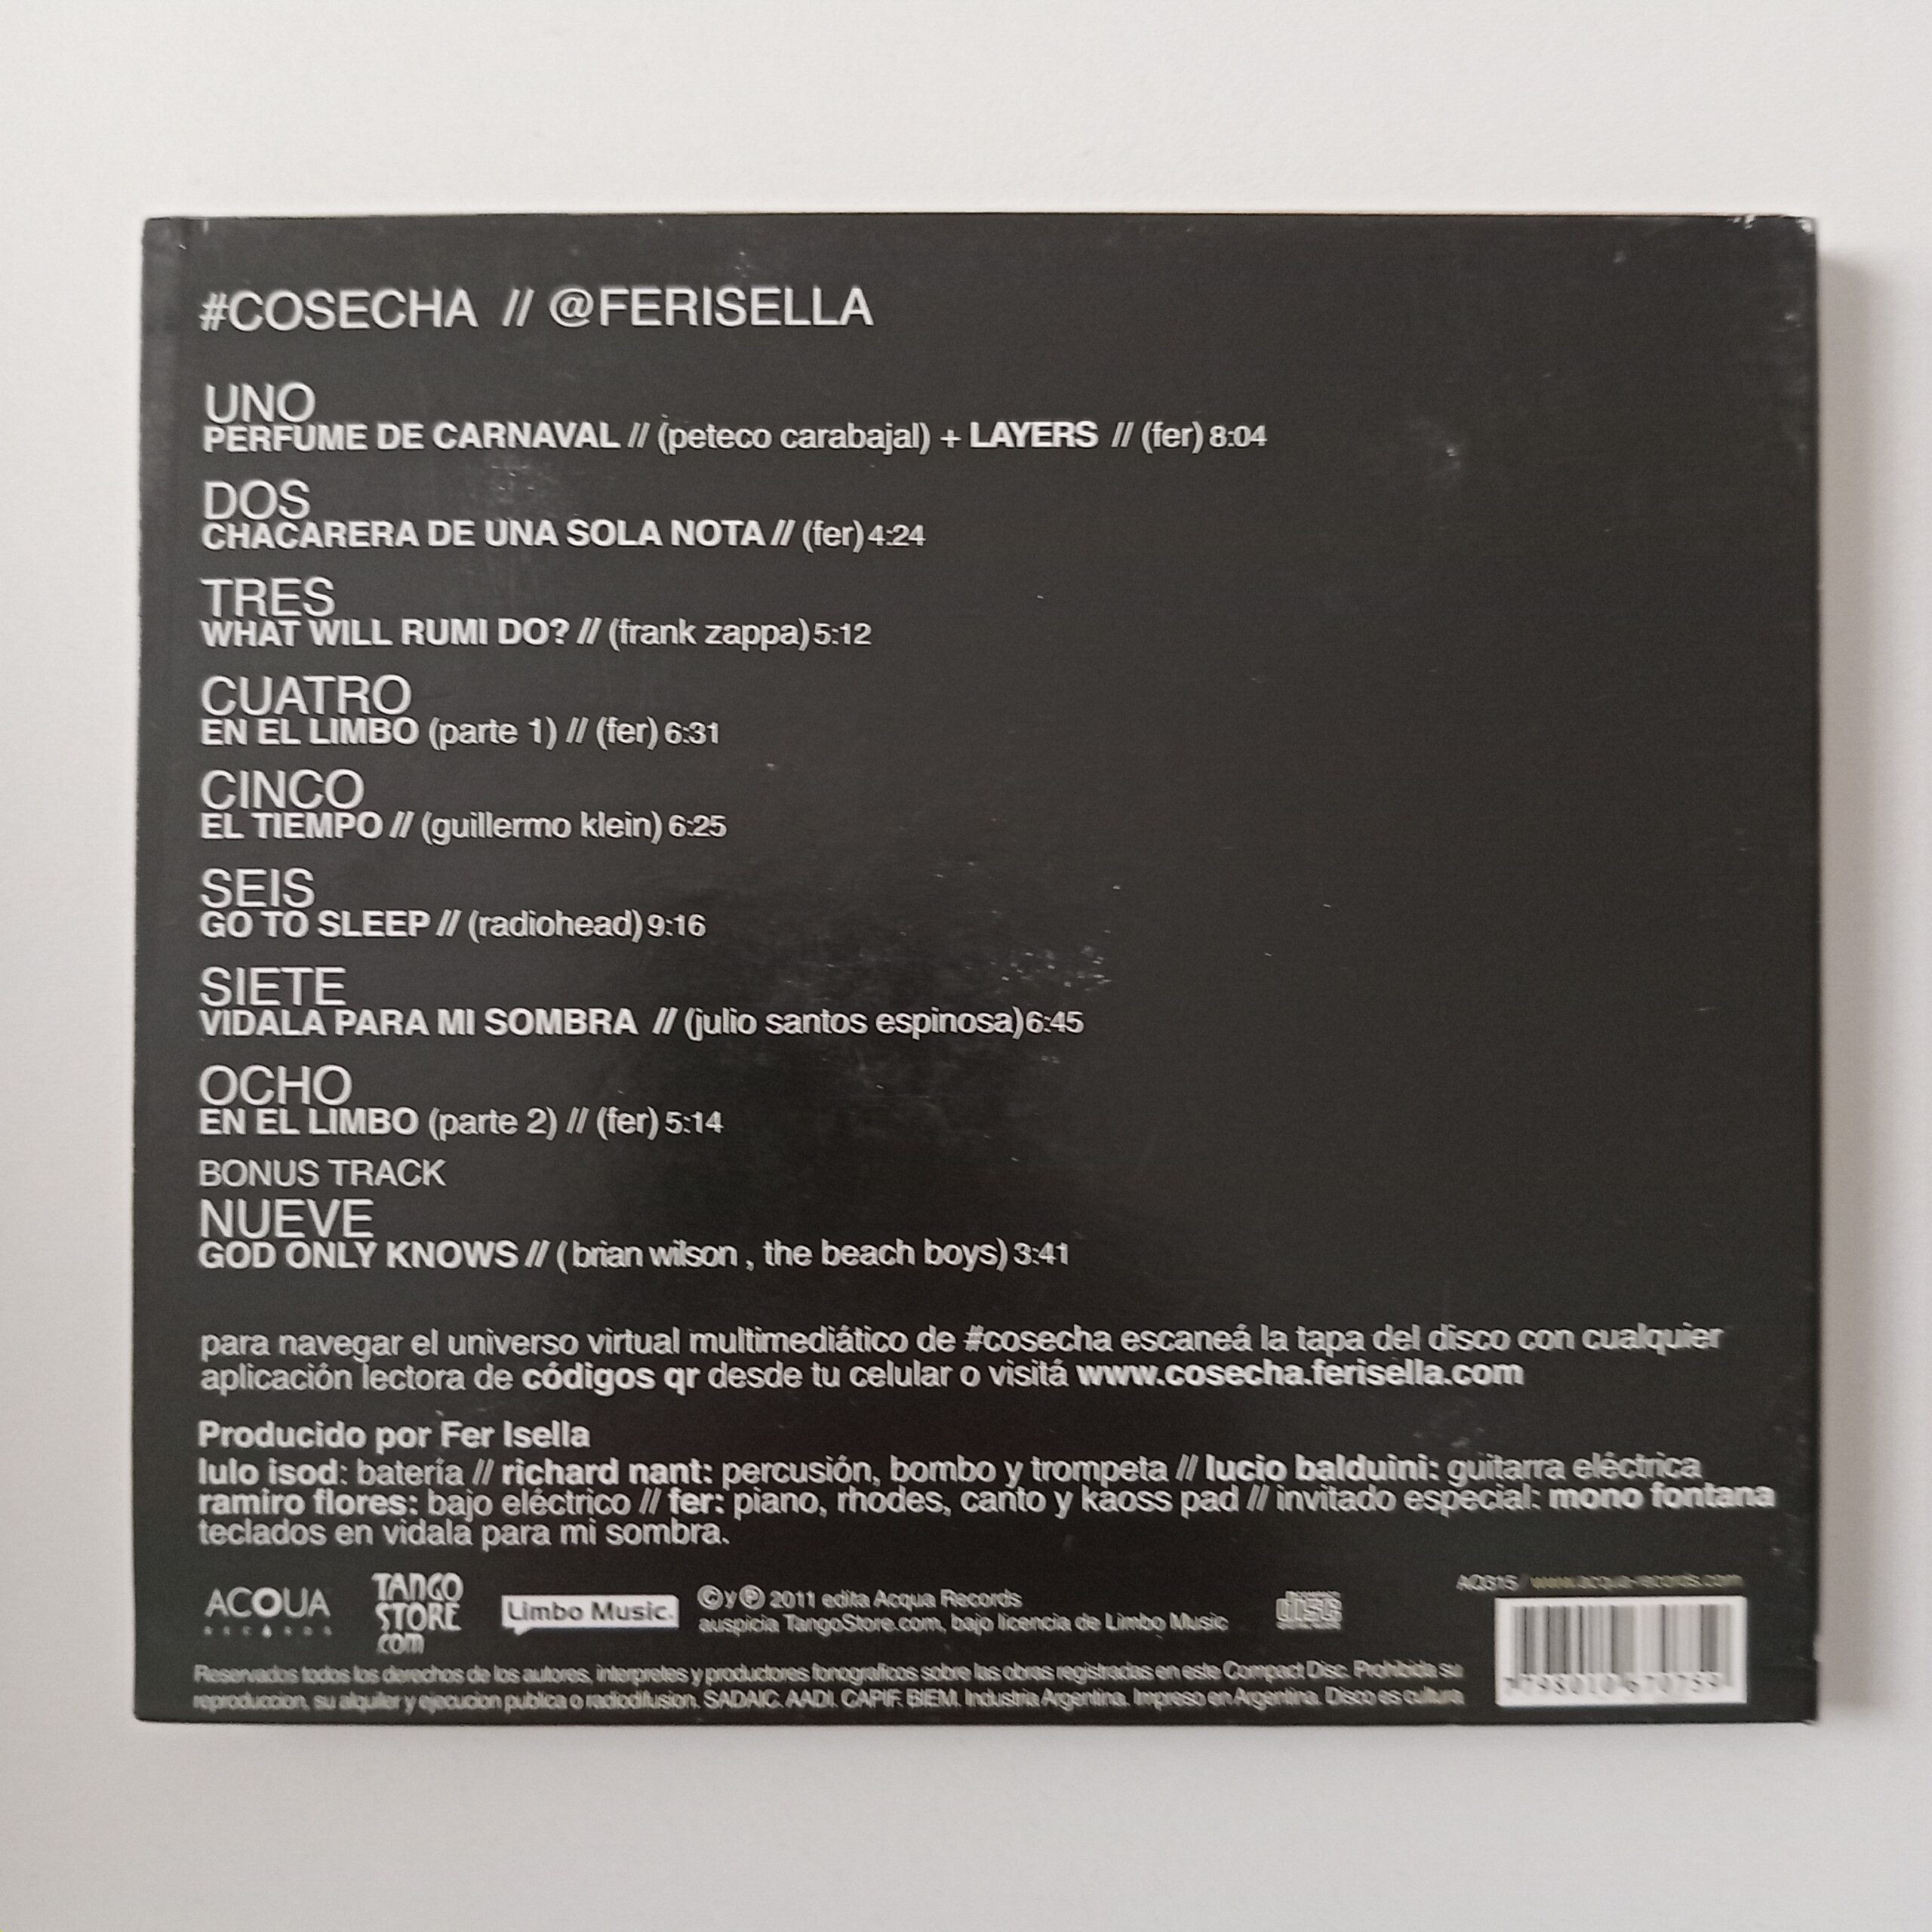 #COSECHA // @FERISELLA
UNO
PERFUME DE CARNAVAL // (peteco carabajal) + LAYERS // (fer) 8:04
DOS
CHACARERA DE UNA SOLA NOTA // (fer) 4:24
TRES
WHAT WILL RUMI DO? // (frank zappa) 5:12
CUATRO
EN EL LIMBO (parte 1) // (fer) 6:31
CINCO
EL TIEMPO // (guillermo klein) 6:25
SEIS
GO TO SLEEP // (radiohead) 9:16
SIETE
VIDALA PARA MI SOMBRA // (julio santos espinosa) 6:45
OCHO
EN EL LIMBO (parte 2) // (fer) 5:14
BONUS TRACK
NUEVE
GOD ONLY KNOWS // (brian wilson , the beach boys) 3:41
para navegar el universo virtual multimediático de #cosecha escaneá la tapa del disco con cualquier
aplicación lectora de códigos qr desde tu celular o visitá www.cosecha.ferisella.com
Producido por Fer Isella
lulo isod: batería // richard nant: percusión, bombo y trompeta // lucio balduini: guitarra eléctrica
ramiro flores: bajo eléctrico // fer: piano, rhodes, canto y kaoss pad // invitado especial: mono fontana
teclados en vidala para mi sombra.
ACQUA RECORDS
TANGO STORE .com
Limbo Music.
© y ℗ 2011 edita Acqua Records
auspicia TangoStore.com, bajo licencia de Limbo Music
disc
AQ315 / www.acqua-records.com
Reservados todos los derechos de los autores, interpretes y productores fonograficos sobre las obras registradas en este Compact Disc. Prohibida su
reproduccion, su alquiler y ejecucion publica o radiodifusion. SADAIC. AADI. CAPIF. BIEM. Industria Argentina. Impreso en Argentina. Disco es cultura